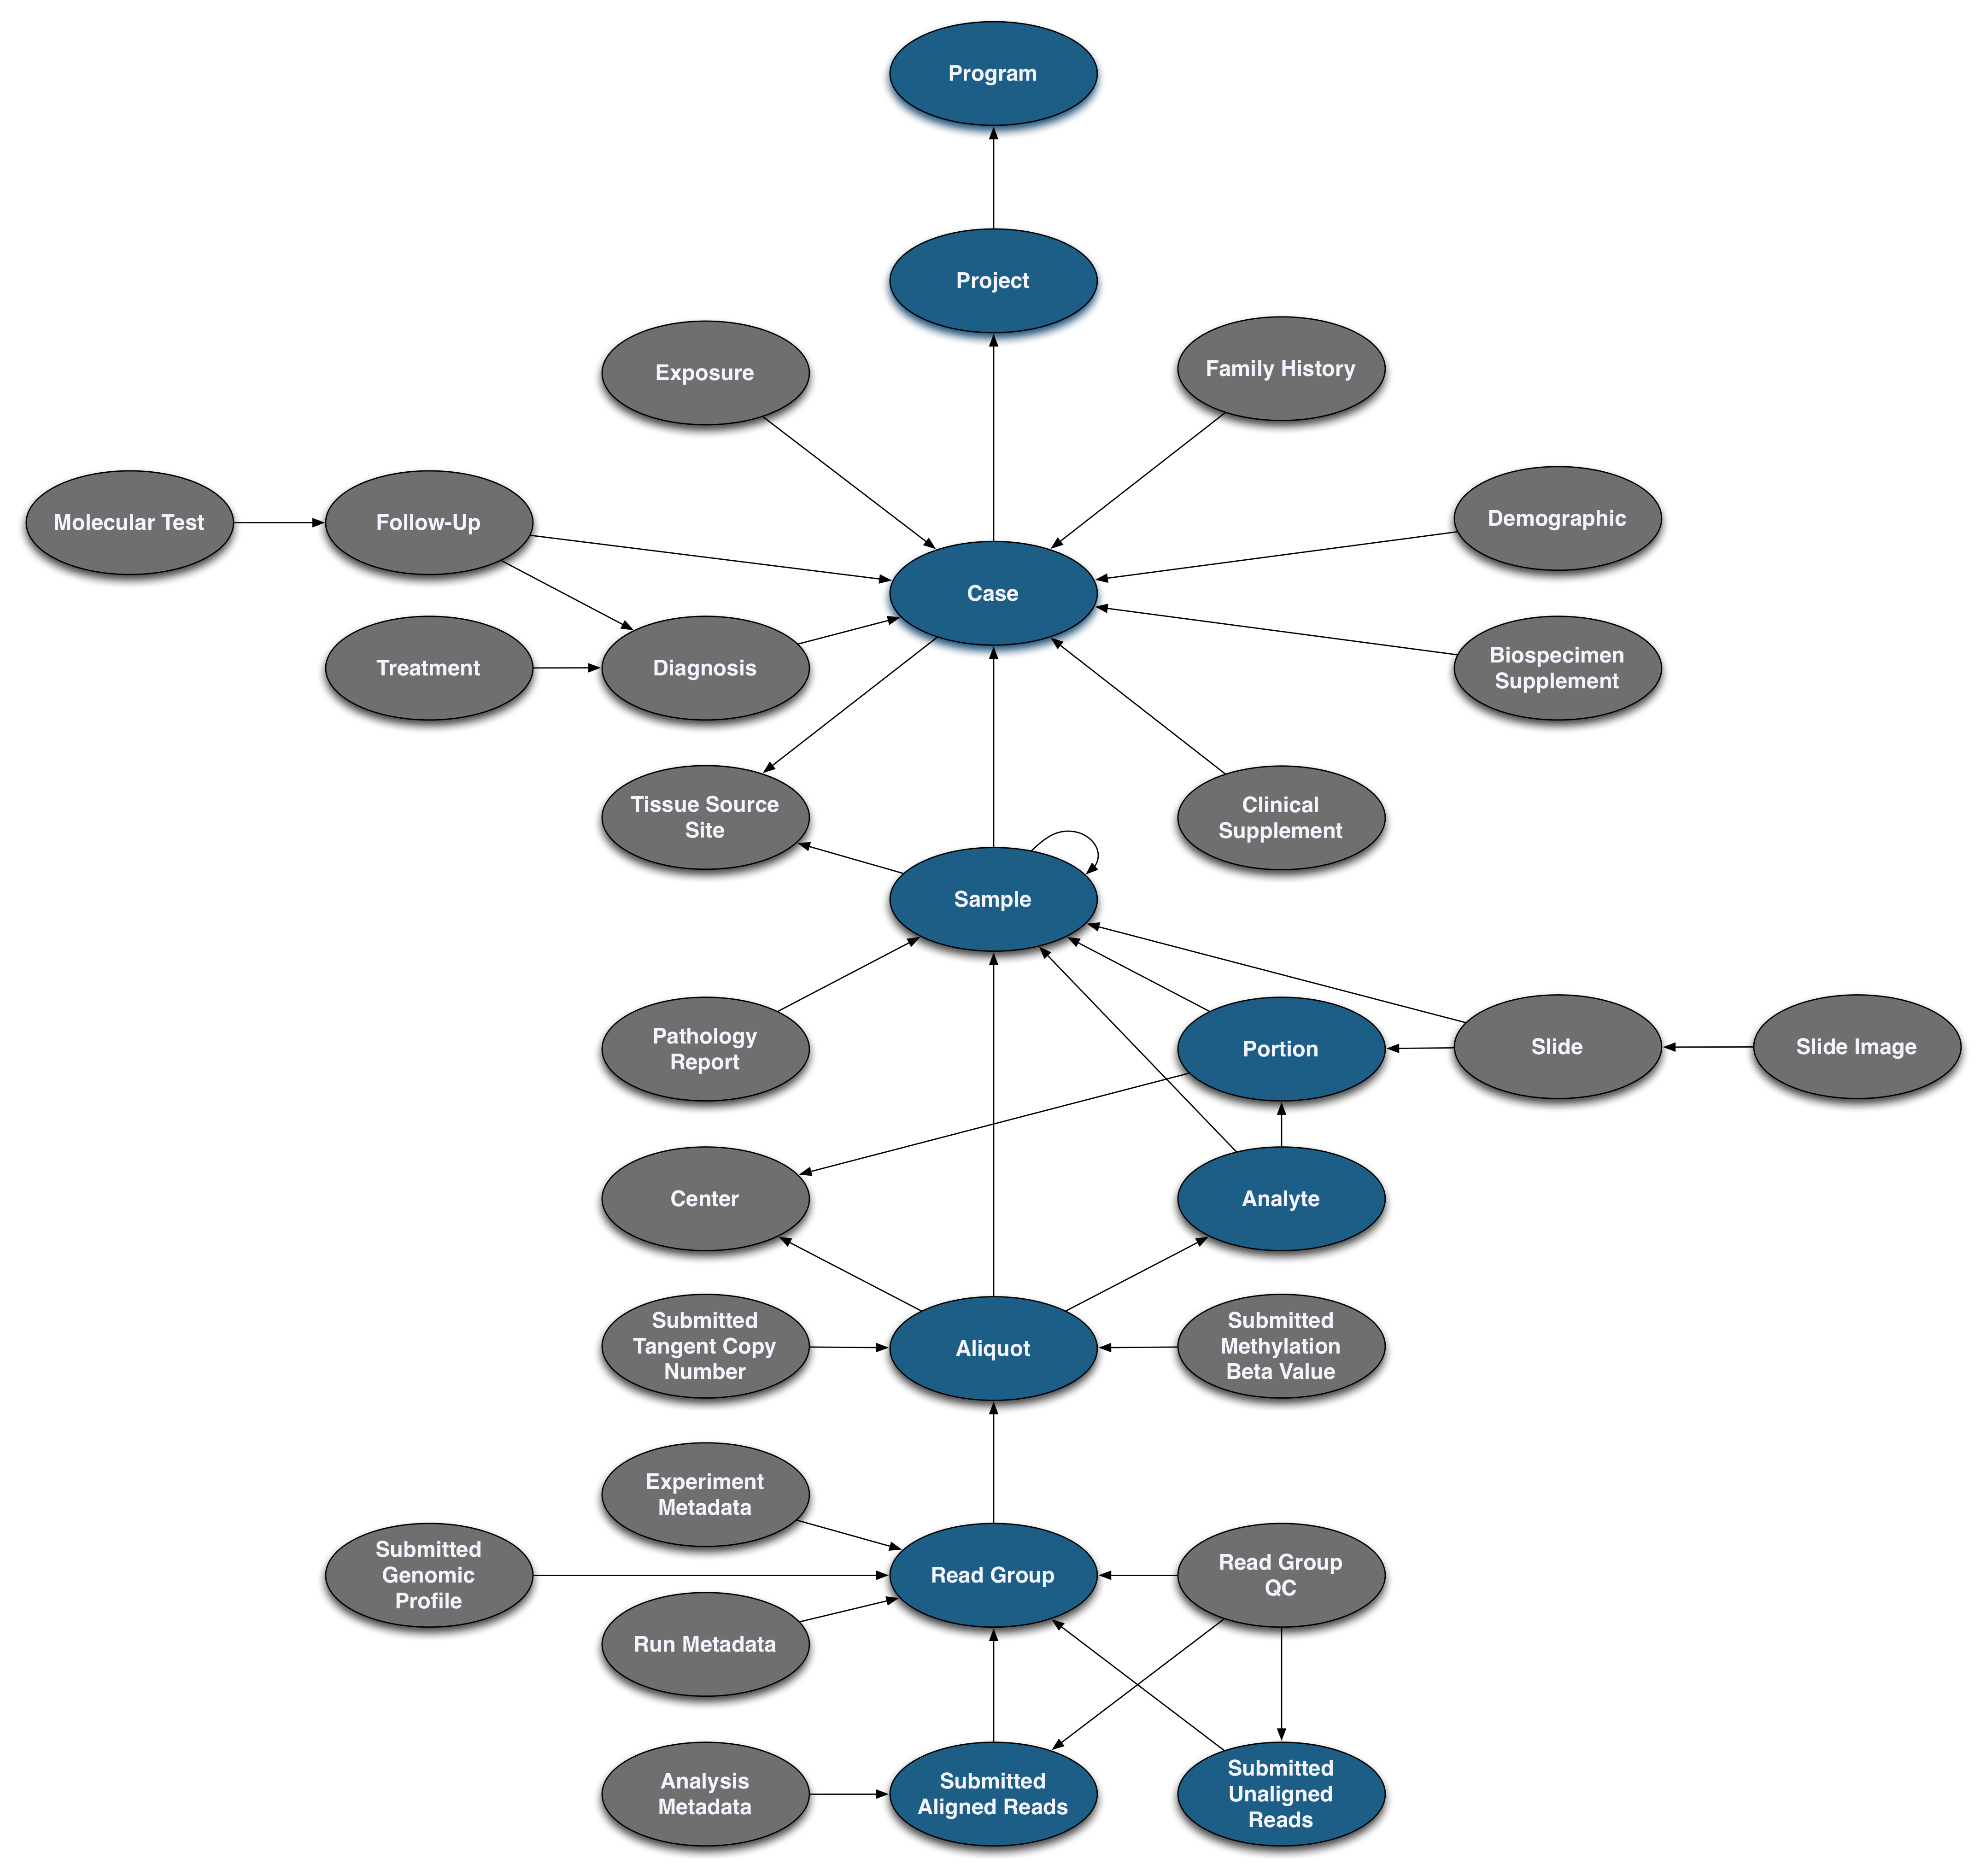 Program
Project
Exposure
Family History
Molecular Test
Follow-Up
Demographic
Case
Treatment
Diagnosis
Biospecimen
Supplement
Tissue Source
Site
Clinical
Supplement
Sample
Pathology
Report
Portion
Slide
Slide Image
Center
Analyte
Submitted
Tangent Copy
Number
Aliquot
Submitted
Methylation
Beta Value
Experiment
Metadata
Submitted
Genomic
Profile
Read Group
Read Group
QC
Run Metadata
Analysis
Metadata
Submitted
Aligned Reads
Submitted
Unaligned
Reads